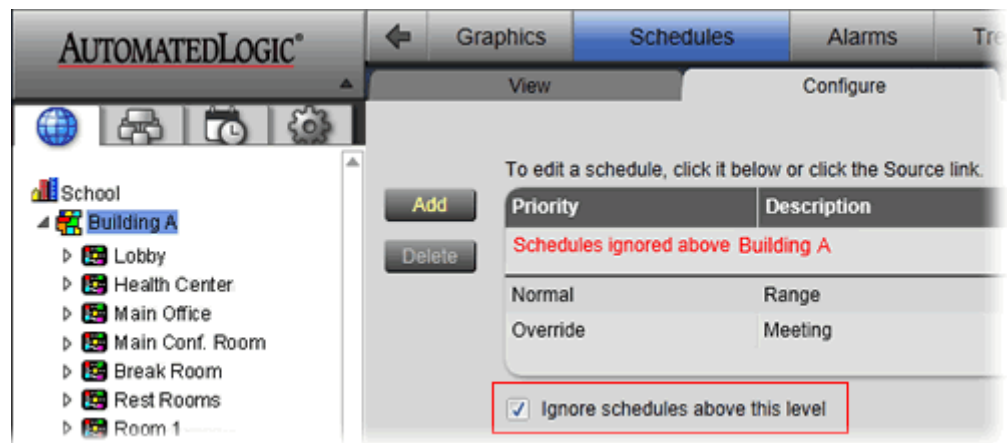 AUTOMATEDLOGIC®
Graphics
Schedules
Alarms
Tre
View
Configure
School
Building A
Lobby
Health Center
Main Office
Main Conf. Room
Break Room
Rest Rooms
Room 1
To edit a schedule, click it below or click the Source link.
Add
Delete
Priority Description
Schedules ignored above Building A
Normal Range
Override Meeting
Ignore schedules above this level